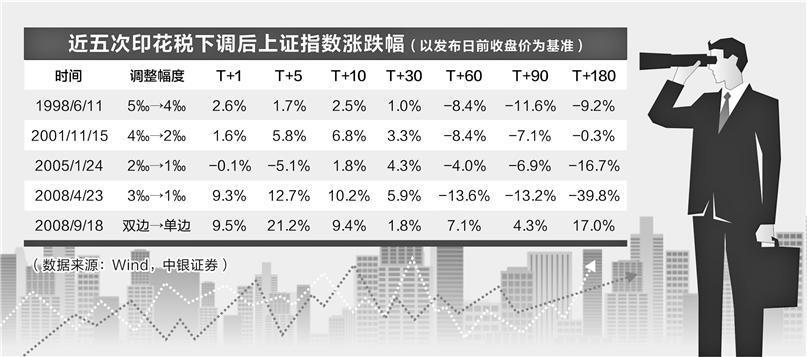 近五次印花税下调后上证指数涨跌幅（以发布日前收盘价为基准）
时间 调整幅度 T+1 T+5 T+10 T+30 T+60 T+90 T+180
1998/6/11 5‰→4‰ 2.6% 1.7% 2.5% 1.0% −8.4% −11.6% −9.2%
2001/11/15 4‰→2‰ 1.6% 5.8% 6.8% 3.3% −8.4% −7.1% −0.3%
2005/1/24 2‰→1‰ −0.1% −5.1% 1.8% 4.3% −4.0% −6.9% −16.7%
2008/4/23 3‰→1‰ 9.3% 12.7% 10.2% 5.9% −13.6% −13.2% −39.8%
2008/9/18 双边→单边 9.5% 21.2% 9.4% 1.8% 7.1% 4.3% 17.0%
（数据来源：Wind，中银证券）